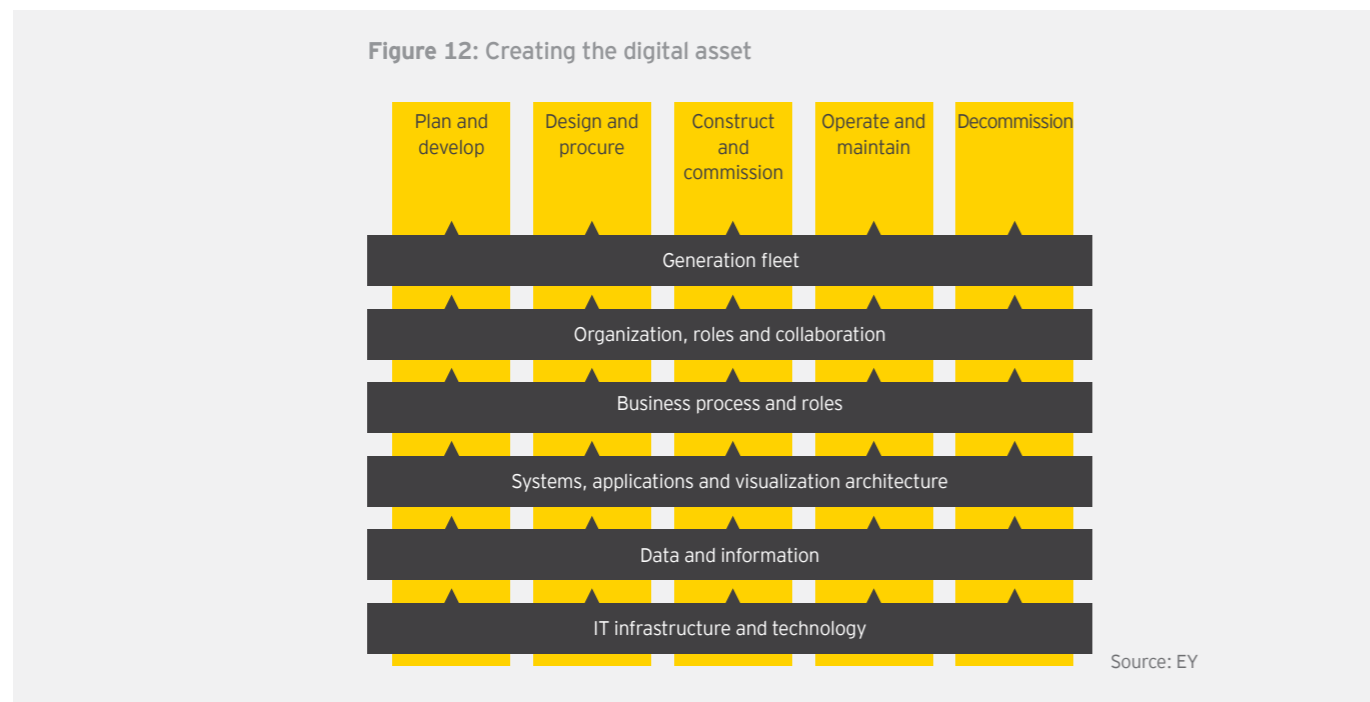 Figure 12: Creating the digital asset
Plan and
develop
Design and
procure
Construct
and
commission
Operate and
maintain
Decommission
Generation fleet
Organization, roles and collaboration
Business process and roles
Systems, applications and visualization architecture
Data and information
IT infrastructure and technology
Source: EY